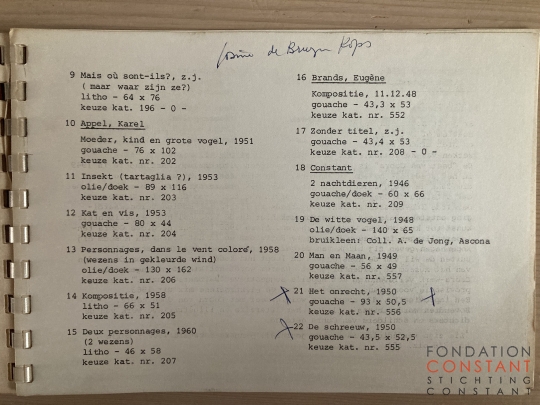 Josine de Bruyn Kops
9 Mais où sont-ils?, z.j.
( maar waar zijn ze?)
litho - 64 x 76
keuze kat. 196 - 0 -
10 Appel, Karel
Moeder, kind en grote vogel, 1951
gouache - 76 x 102
keuze kat. nr. 202
11 Insekt (tartaglia ?), 1953
olie/doek - 89 x 116
keuze kat. nr. 203
12 Kat en vis, 1953
gouache - 80 x 44
keuze kat. nr. 204
13 Personnages, dans le vent coloré, 1958
(wezens in gekleurde wind)
olie/doek - 130 x 162
keuze kat. nr. 206
14 Kompositie, 1958
litho - 66 x 51
keuze kat. nr. 205
15 Deux personnages, 1960
(2 wezens)
litho - 46 x 58
keuze kat. nr. 207
16 Brands, Eugène
Kompositie, 11.12.48
gouache - 43,3 x 53
keuze kat. nr. 552
17 Zonder titel, z.j.
gouache - 43,4 x 53
keuze kat. nr. 208 - 0 -
18 Constant
2 nachtdieren, 1946
gouache/doek - 60 x 66
keuze kat. nr. 209
19 De witte vogel, 1948
olie/doek - 140 x 65
bruikleen: Coll. A. de Jong, Ascona
20 Man en Maan, 1949
gouache - 56 x 49
keuze kat. nr. 557
21 Het onrecht, 1950
gouache - 93 x 50,5
keuze kat. nr. 556
22 De schreeuw, 1950
gouache - 43,5 x 52,5
keuze kat. nr. 555
FONDATION
CONSTANT
STICHTING
CONSTANT